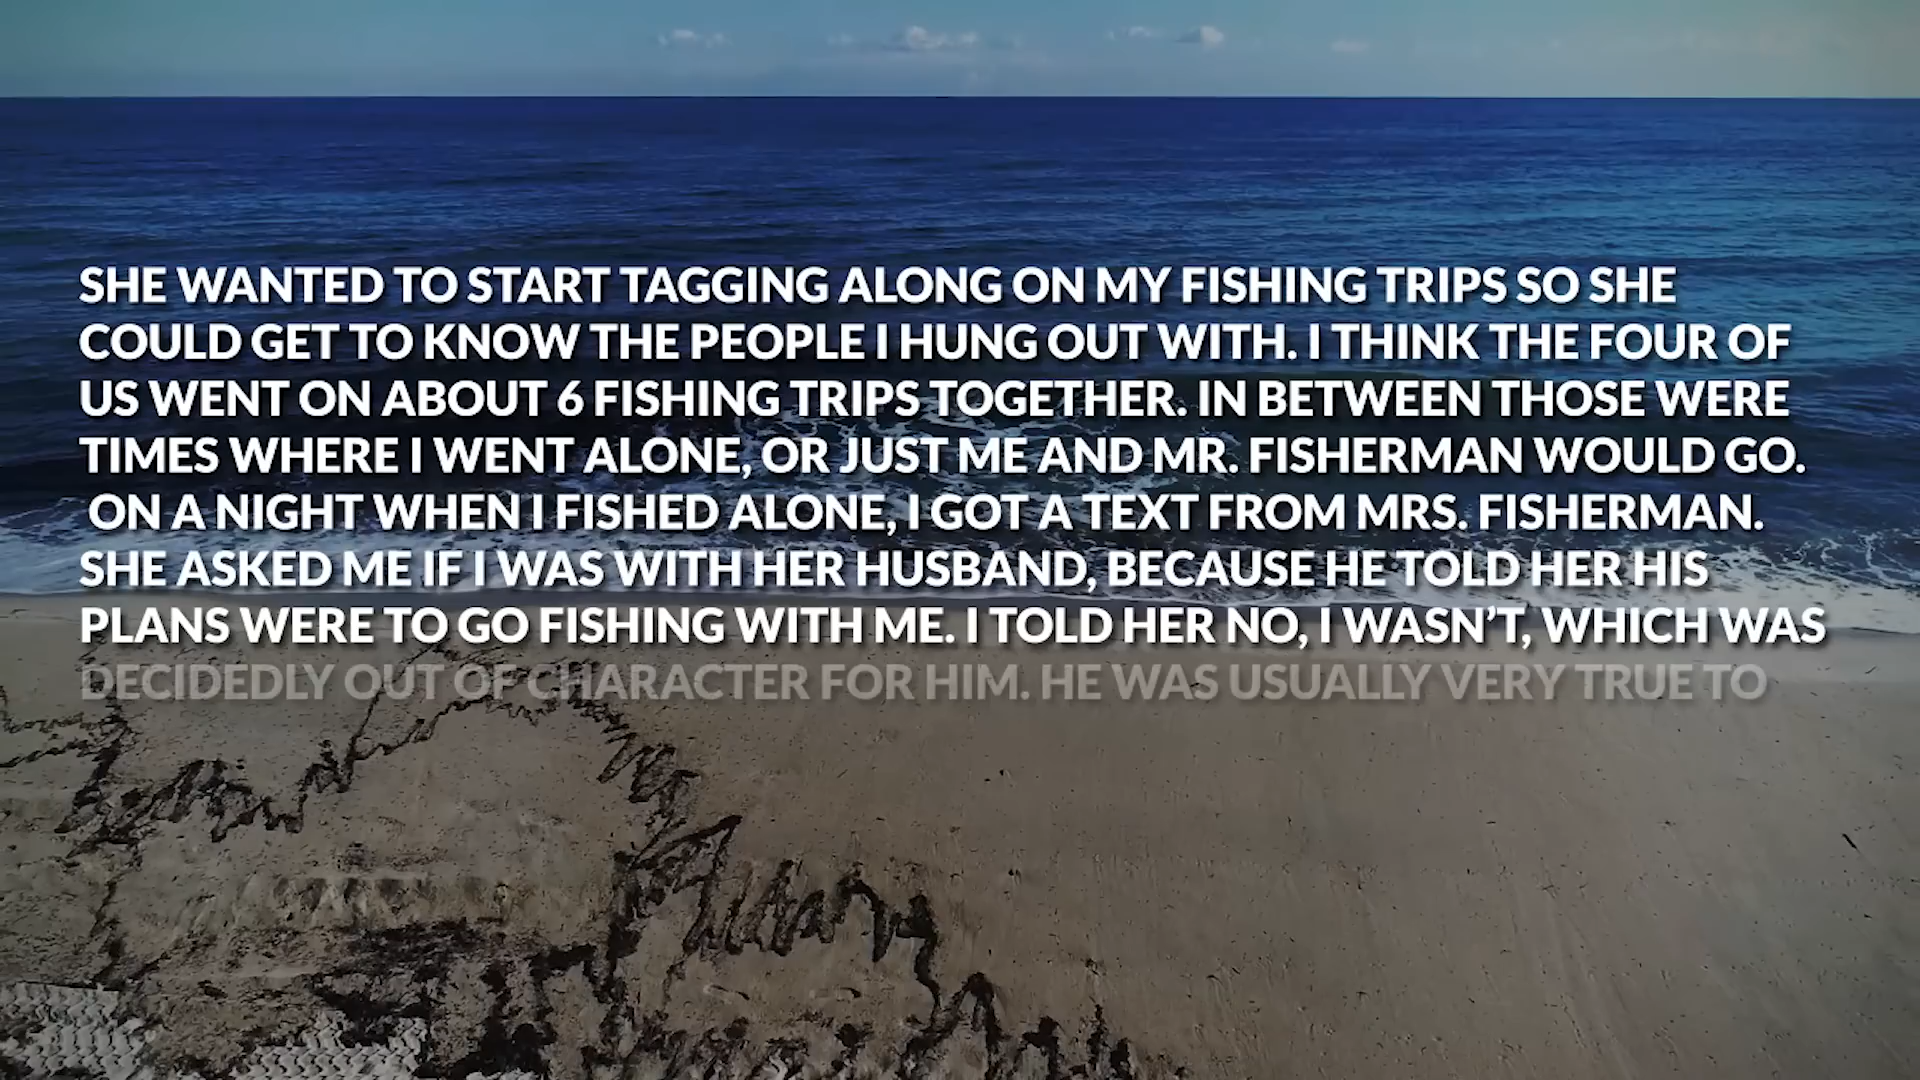 SHE WANTED TO START TAGGING ALONG ON MY FISHING TRIPS SO SHE
COULD GET TO KNOW THE PEOPLE I HUNG OUT WITH. I THINK THE FOUR OF
US WENT ON ABOUT 6 FISHING TRIPS TOGETHER. IN BETWEEN THOSE WERE
TIMES WHERE I WENT ALONE, OR JUST ME AND MR. FISHERMAN WOULD GO.
ON A NIGHT WHEN I FISHED ALONE, I GOT A TEXT FROM MRS. FISHERMAN.
SHE ASKED ME IF I WAS WITH HER HUSBAND, BECAUSE HE TOLD HER HIS
PLANS WERE TO GO FISHING WITH ME. I TOLD HER NO, I WASN’T, WHICH WAS
DECIDEDLY OUT OF CHARACTER FOR HIM. HE WAS USUALLY VERY TRUE TO